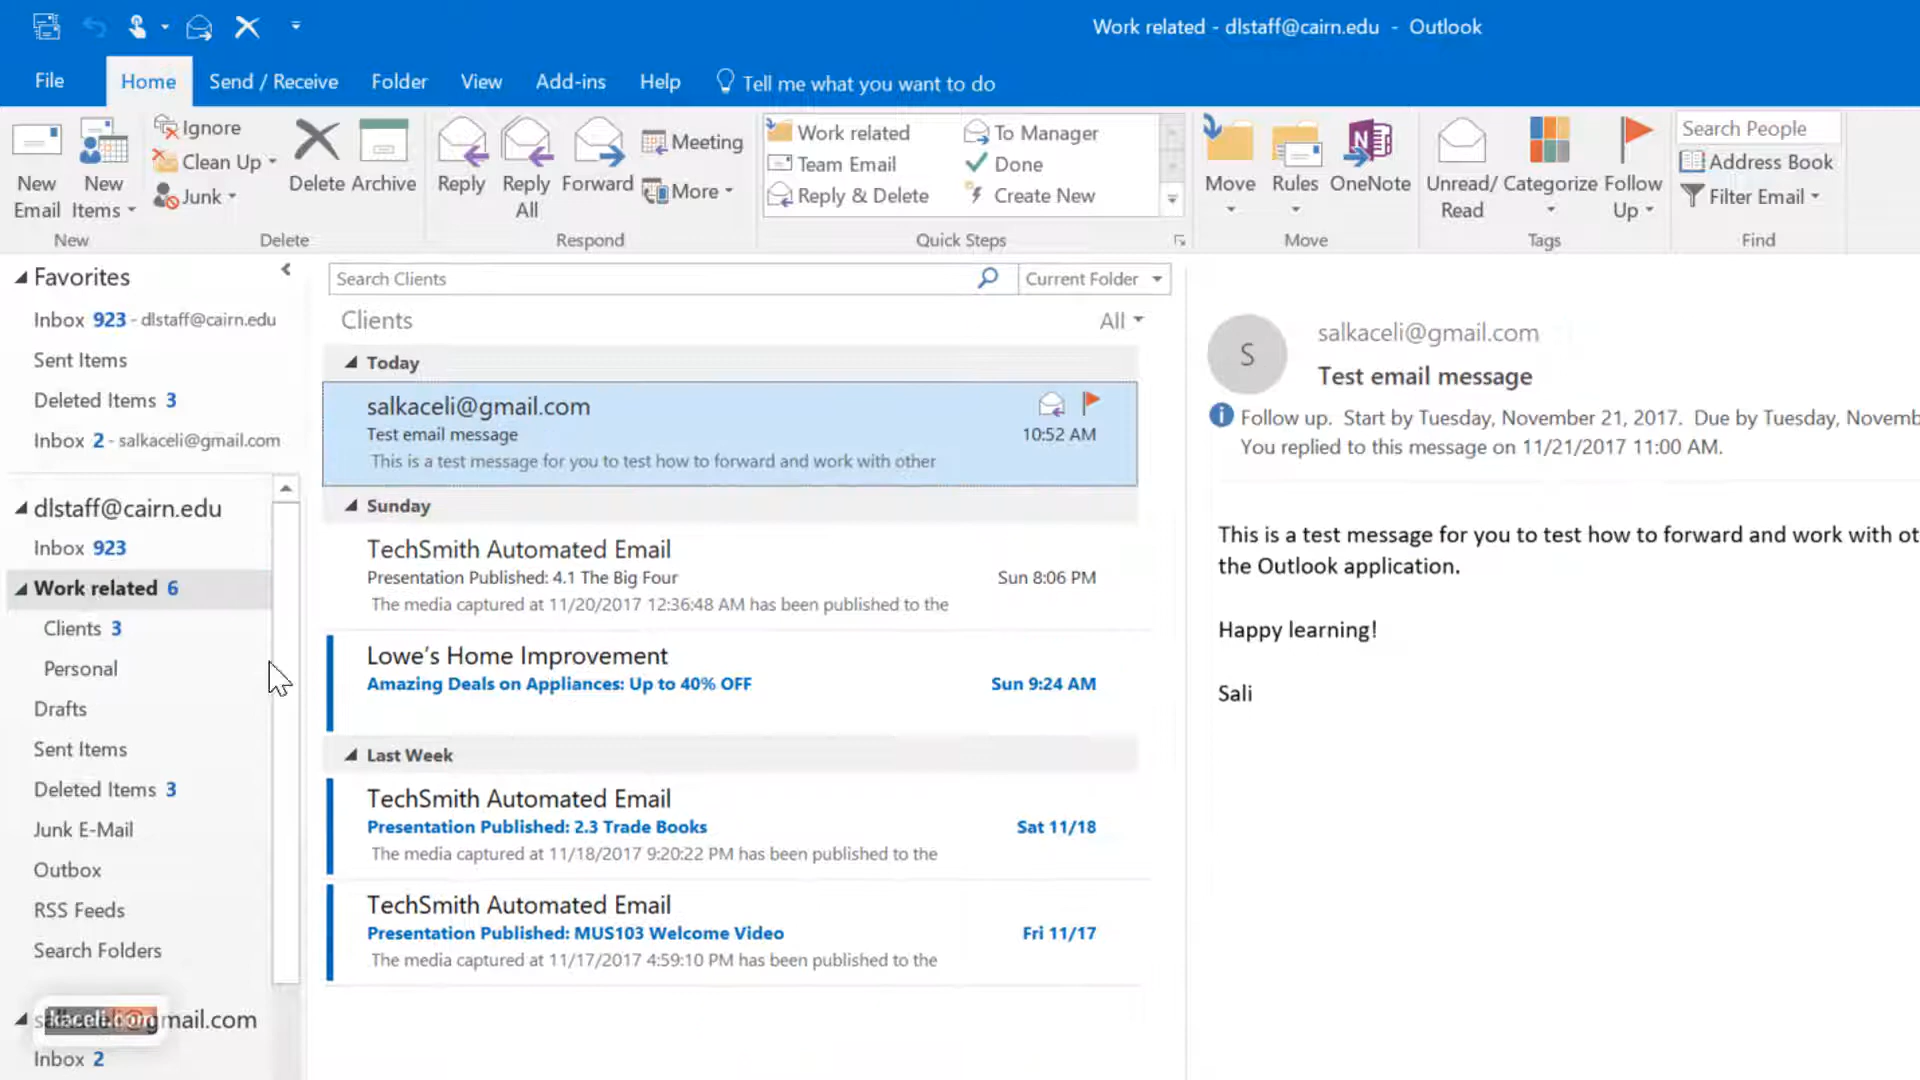 Work related - dlstaff@cairn.edu - Outlook
File
Home
Send / Receive
Folder
View
Add-ins
Help
Tell me what you want to do
New Email
New Items
New
Ignore
Clean Up
Junk
Delete
Archive
Delete
Reply
Reply All
Forward
Meeting
More
Respond
Work related
Team Email
Reply & Delete
To Manager
Done
Create New
Quick Steps
Move
Rules
OneNote
Move
Unread/ Read
Categorize
Follow Up
Tags
Search People
Address Book
Filter Email
Find
Favorites
Inbox 923 - dlstaff@cairn.edu
Sent Items
Deleted Items 3
Inbox 2 - salkaceli@gmail.com
dlstaff@cairn.edu
Inbox 923
Work related 6
Clients 3
Personal
Drafts
Sent Items
Deleted Items 3
Junk E-Mail
Outbox
RSS Feeds
Search Folders
salkaceli@gmail.com
kaceli.com
Inbox 2
Search Clients
Current Folder
Clients
All
Today
salkaceli@gmail.com
Test email message
10:52 AM
This is a test message for you to test how to forward and work with other
Sunday
TechSmith Automated Email
Presentation Published: 4.1 The Big Four
Sun 8:06 PM
The media captured at 11/20/2017 12:36:48 AM has been published to the
Lowe's Home Improvement
Amazing Deals on Appliances: Up to 40% OFF
Sun 9:24 AM
Last Week
TechSmith Automated Email
Presentation Published: 2.3 Trade Books
Sat 11/18
The media captured at 11/18/2017 9:20:22 PM has been published to the
TechSmith Automated Email
Presentation Published: MUS103 Welcome Video
Fri 11/17
The media captured at 11/17/2017 4:59:10 PM has been published to the
S
salkaceli@gmail.com
Test email message
Follow up. Start by Tuesday, November 21, 2017. Due by Tuesday, Novemb
You replied to this message on 11/21/2017 11:00 AM.
This is a test message for you to test how to forward and work with ot
the Outlook application.
Happy learning!
Sali